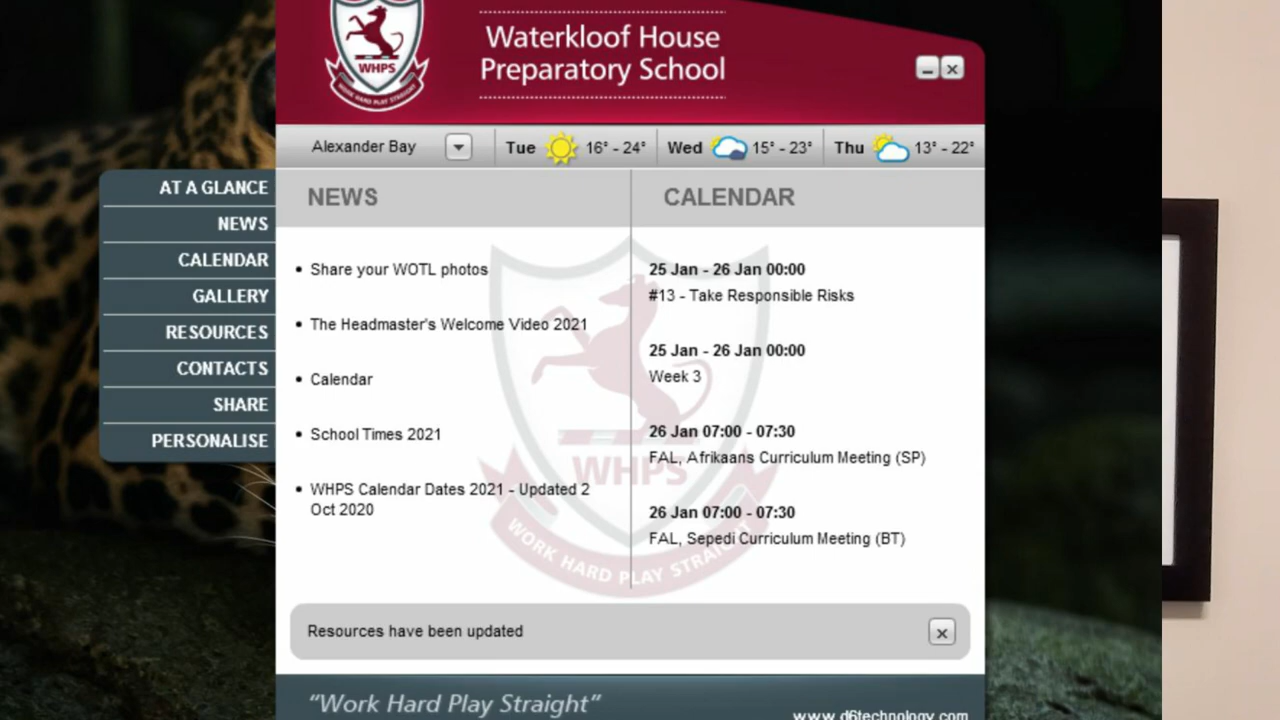 WHPS
WORK HARD PLAY STRAIGHT
Waterkloof House
Preparatory School
Alexander Bay
Tue 16° - 24°
Wed 15° - 23°
Thu 13° - 22°
AT A GLANCE
NEWS
CALENDAR
GALLERY
RESOURCES
CONTACTS
SHARE
PERSONALISE
NEWS
• Share your WOTL photos
• The Headmaster's Welcome Video 2021
• Calendar
• School Times 2021
• WHPS Calendar Dates 2021 - Updated 2
Oct 2020
CALENDAR
25 Jan - 26 Jan 00:00
#13 - Take Responsible Risks
25 Jan - 26 Jan 00:00
Week 3
26 Jan 07:00 - 07:30
FAL, Afrikaans Curriculum Meeting (SP)
26 Jan 07:00 - 07:30
FAL, Sepedi Curriculum Meeting (BT)
WHPS
WORK HARD PLAY STRAIGHT
Resources have been updated
“Work Hard Play Straight”
www.d6technology.com